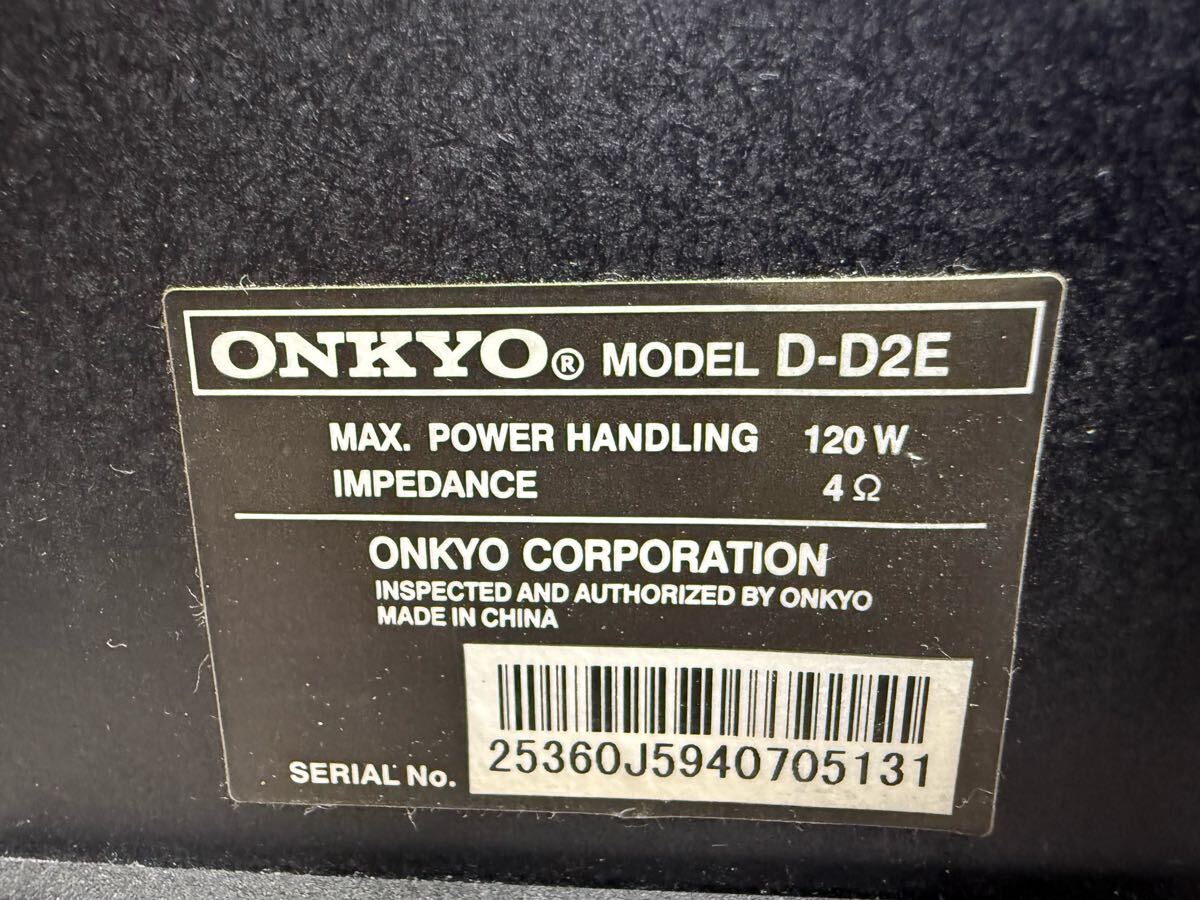 ONKYO® MODEL D-D2E
MAX. POWER HANDLING 120 W
IMPEDANCE 4 Ω
ONKYO CORPORATION
INSPECTED AND AUTHORIZED BY ONKYO
MADE IN CHINA
SERIAL No. 25360J5940705131